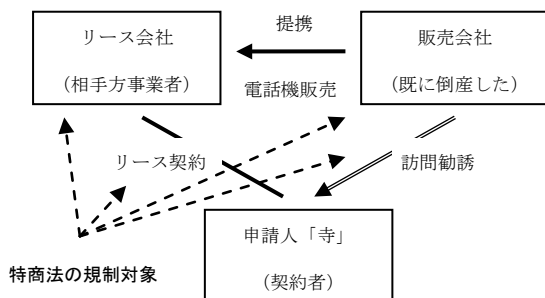 リース会社
(相手方事業者)
提携
電話機販売
販売会社
(既に倒産した)
リース契約
訪問勧誘
申請人「寺」
(契約者)
特商法の規制対象